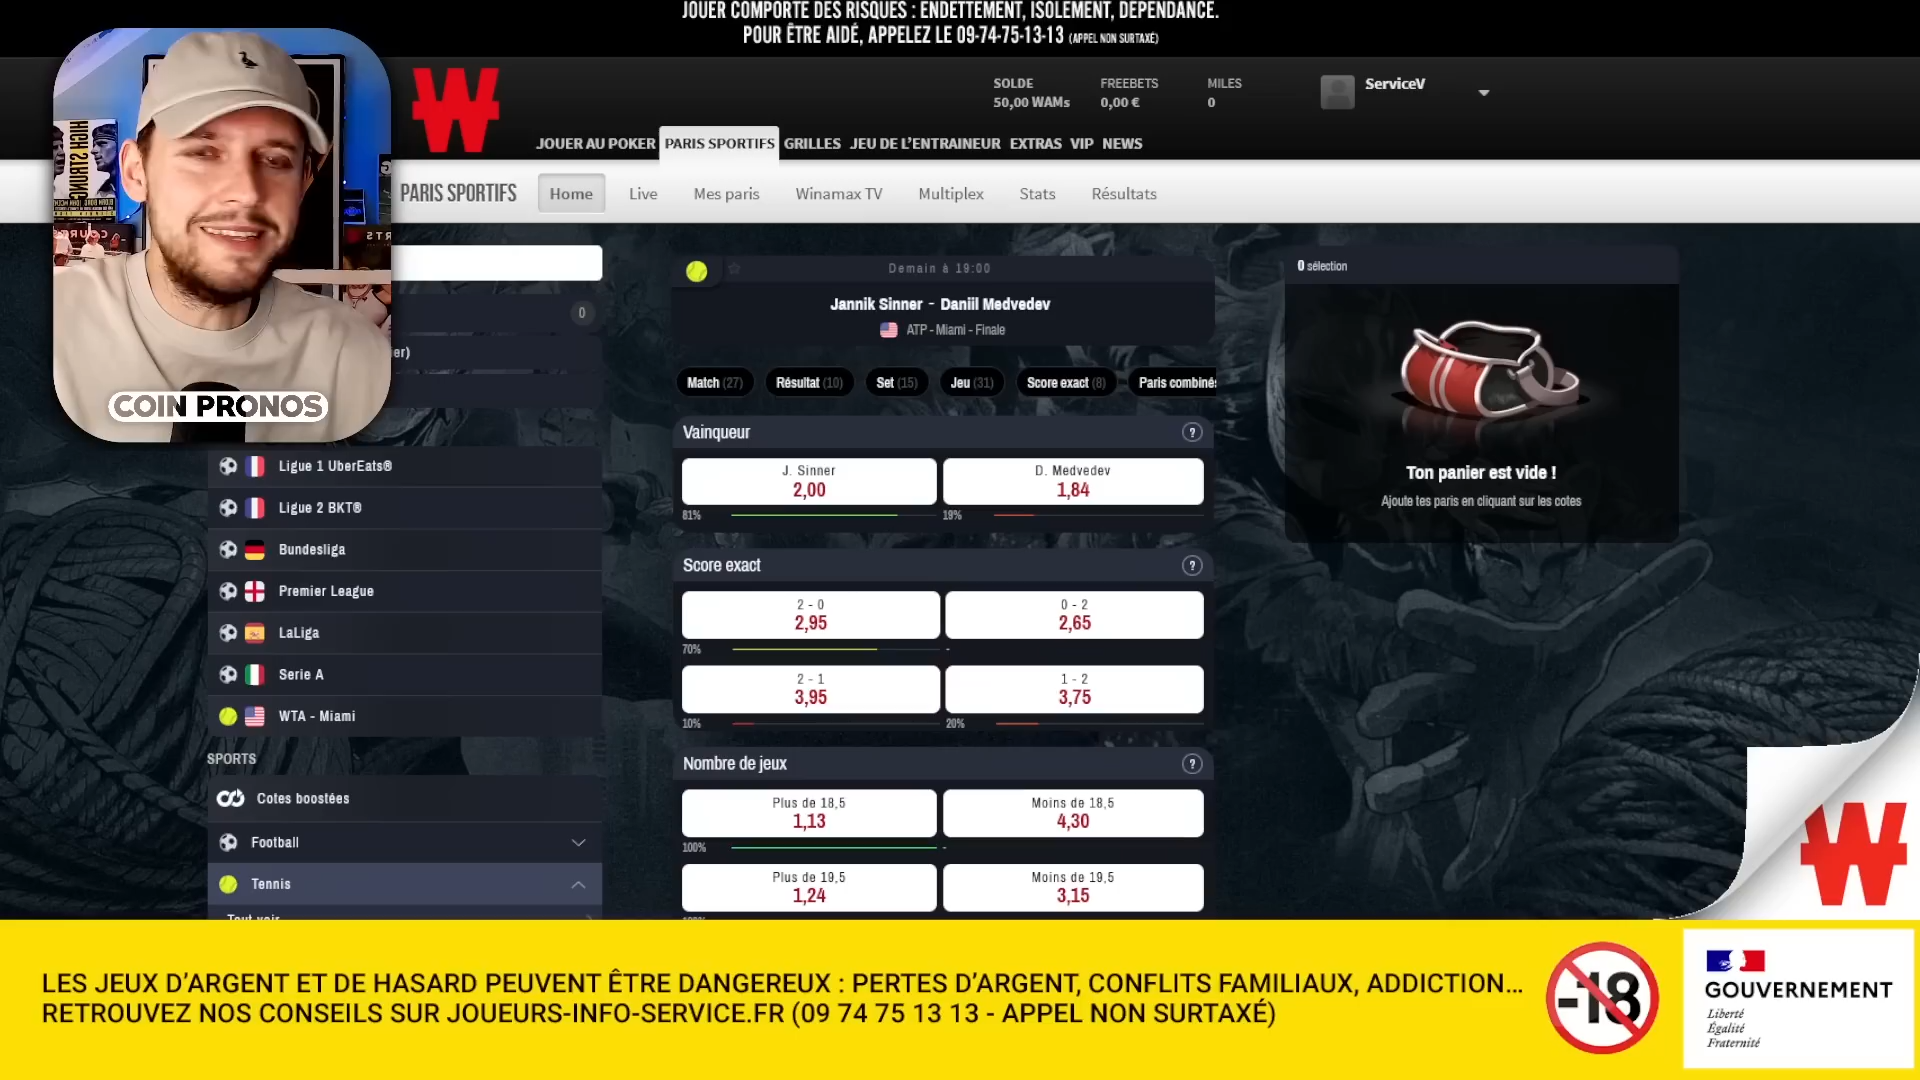 JOUER COMPORTE DES RISQUES : ENDETTEMENT, ISOLEMENT, DÉPENDANCE.
POUR ÊTRE AIDÉ, APPELEZ LE 09-74-75-13-13 (APPEL NON SURTAXÉ)
W
SOLDE
50,00 WAMs
FREEBETS
0,00 €
MILES
0
ServiceV
JOUER AU POKER PARIS SPORTIFS GRILLES JEU DE L'ENTRAINEUR EXTRAS VIP NEWS
PARIS SPORTIFS Home Live Mes paris Winamax TV Multiplex Stats Résultats
HIGH STRUNG
COIN PRONOS
0
ier)
Ligue 1 UberEats®
Ligue 2 BKT®
Bundesliga
Premier League
LaLiga
Serie A
WTA - Miami
SPORTS
Cotes boostées
Football
Tennis
Tout voir
Demain à 19:00
Jannik Sinner - Daniil Medvedev
ATP - Miami - Finale
Match (27) Résultat (10) Set (15) Jeu (31) Score exact (8) Paris combinés
Vainqueur ?
J. Sinner
2,00
81%
D. Medvedev
1,84
19%
Score exact ?
2 - 0
2,95
70%
0 - 2
2,65
-
2 - 1
3,95
10%
1 - 2
3,75
20%
Nombre de jeux ?
Plus de 18,5
1,13
100%
Moins de 18,5
4,30
-
Plus de 19,5
1,24
Moins de 19,5
3,15
0 sélection
Ton panier est vide !
Ajoute tes paris en cliquant sur les cotes
W
LES JEUX D'ARGENT ET DE HASARD PEUVENT ÊTRE DANGEREUX : PERTES D'ARGENT, CONFLITS FAMILIAUX, ADDICTION...
RETROUVEZ NOS CONSEILS SUR JOUEURS-INFO-SERVICE.FR (09 74 75 13 13 - APPEL NON SURTAXÉ)
-18
GOUVERNEMENT
Liberté
Égalité
Fraternité